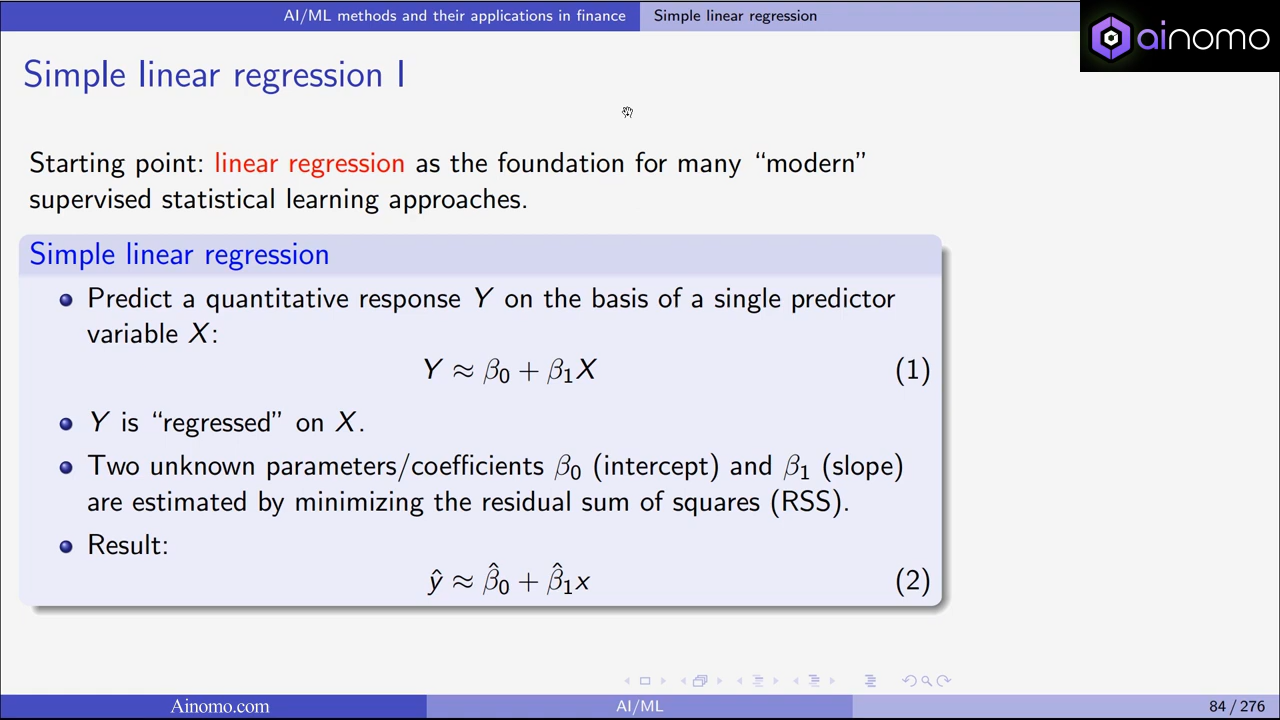 AI/ML methods and their applications in finance Simple linear regression
ainomo
Simple linear regression I
Starting point: linear regression as the foundation for many “modern”
supervised statistical learning approaches.
Simple linear regression
Predict a quantitative response Y on the basis of a single predictor
variable X:
Y ≈ β₀ + β₁X (1)
Y is “regressed” on X.
Two unknown parameters/coefficients β₀ (intercept) and β₁ (slope)
are estimated by minimizing the residual sum of squares (RSS).
Result:
ŷ ≈ β̂₀ + β̂₁x (2)
Ainomo.com AI/ML 84 / 276